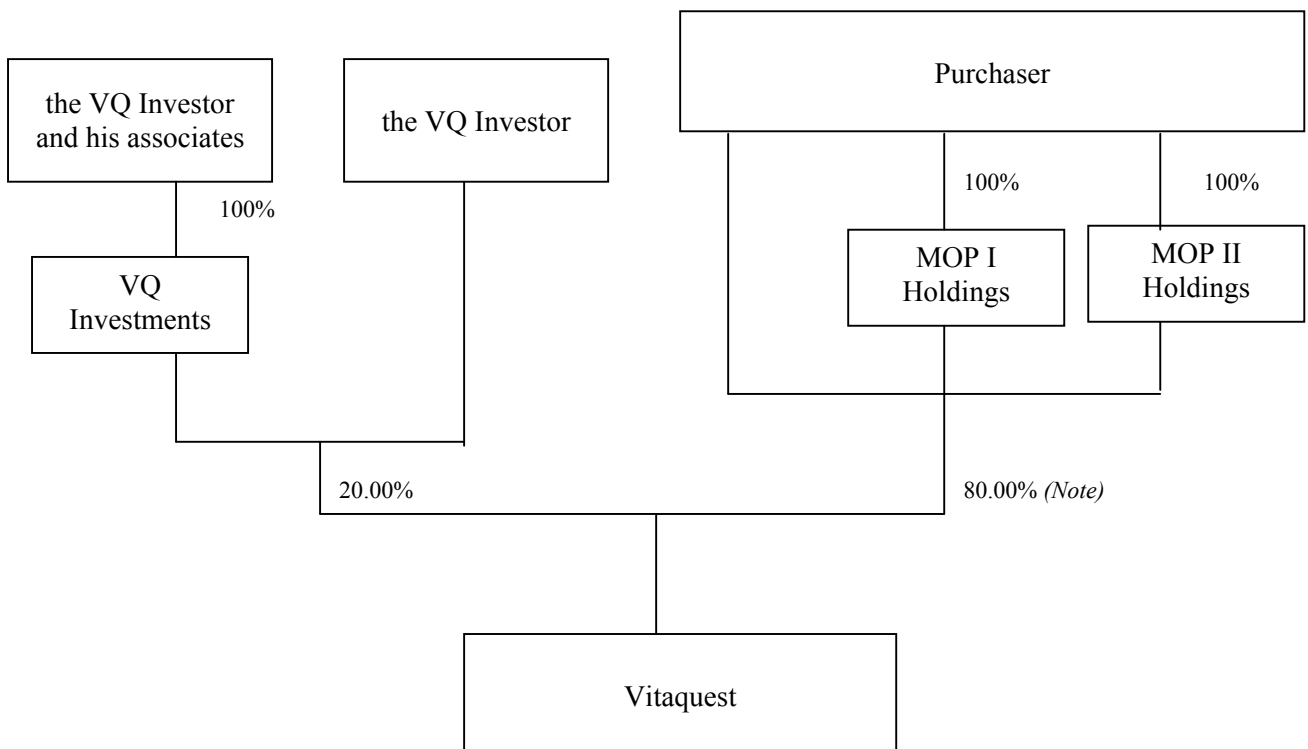 the VQ Investor
and his associates
the VQ Investor
Purchaser
100%
100%
100%
VQ
Investments
MOP I
Holdings
MOP II
Holdings
20.00%
80.00% (Note)
Vitaquest